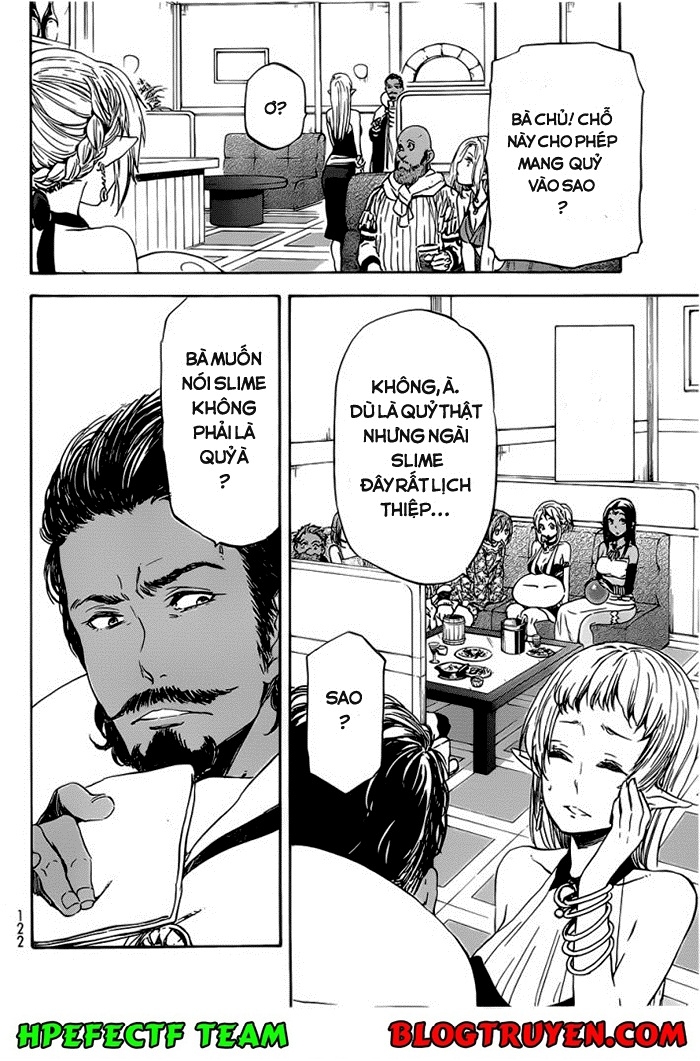 BÀ CHỦ! CHỖ
NÀY CHO PHÉP
MANG QUỶ
VÀO SAO
?
Ơ?
KHÔNG, À.
DÙ LÀ QUỶ THẬT
NHƯNG NGÀI
SLIME
ĐÂY RẤT LỊCH
THIỆP...
SAO
?
BÀ MUỐN
NÓI SLIME
KHÔNG
PHẢI LÀ
QUỶ À
?
122
HPEFECTF TEAM
BLOGTRUYEN.COM